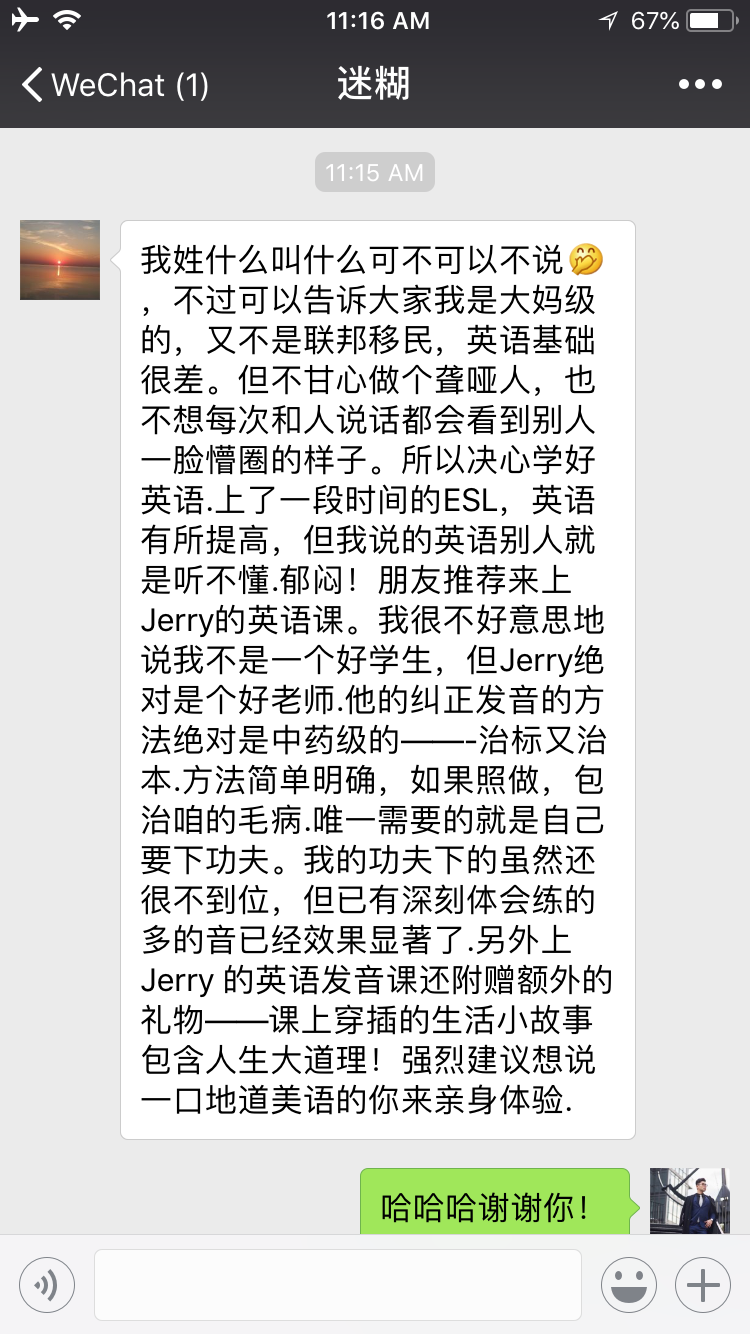 11:16 AM
67%
WeChat (1)
迷糊
11:15 AM
我姓什么叫什么可不可以不说🤭
，不过可以告诉大家我是大妈级
的，又不是联邦移民，英语基础
很差。但不甘心做个聋哑人，也
不想每次和人说话都会看到别人
一脸懵圈的样子。所以决心学好
英语.上了一段时间的ESL，英语
有所提高，但我说的英语别人就
是听不懂.郁闷！朋友推荐来上
Jerry的英语课。我很不好意思地
说我不是一个好学生，但Jerry绝
对是个好老师.他的纠正发音的方
法绝对是中药级的——-治标又治
本.方法简单明确，如果照做，包
治咱的毛病.唯一需要的就是自己
要下功夫。我的功夫下的虽然还
很不到位，但已有深刻体会练的
多的音已经效果显著了.另外上
Jerry 的英语发音课还附赠额外的
礼物——课上穿插的生活小故事
包含人生大道理！强烈建议想说
一口地道美语的你来亲身体验.
哈哈哈谢谢你！